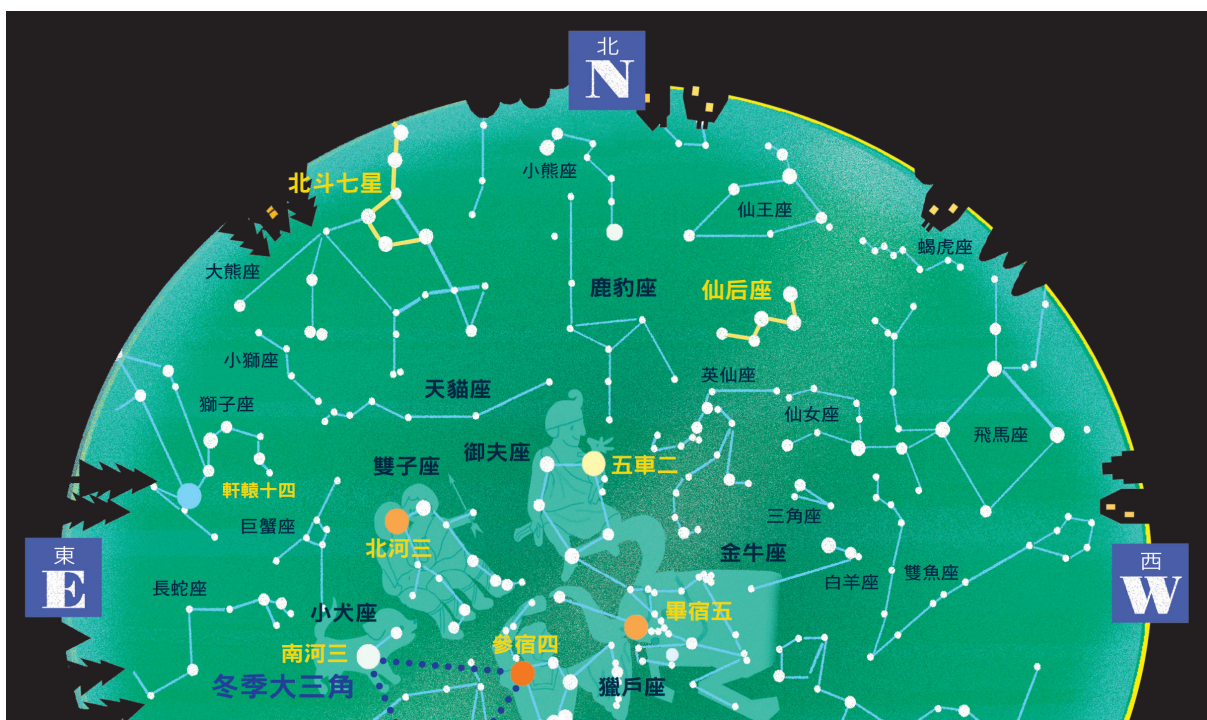 北
N
小熊座
北斗七星
仙王座
蝎虎座
大熊座
鹿豹座
仙后座
小獅座
天貓座
英仙座
獅子座
仙女座
飛馬座
御夫座
雙子座
五車二
軒轅十四
三角座
巨蟹座
北河三
金牛座
東
E
西
W
長蛇座
白羊座
雙魚座
小犬座
畢宿五
參宿四
南河三
冬季大三角
獵戶座